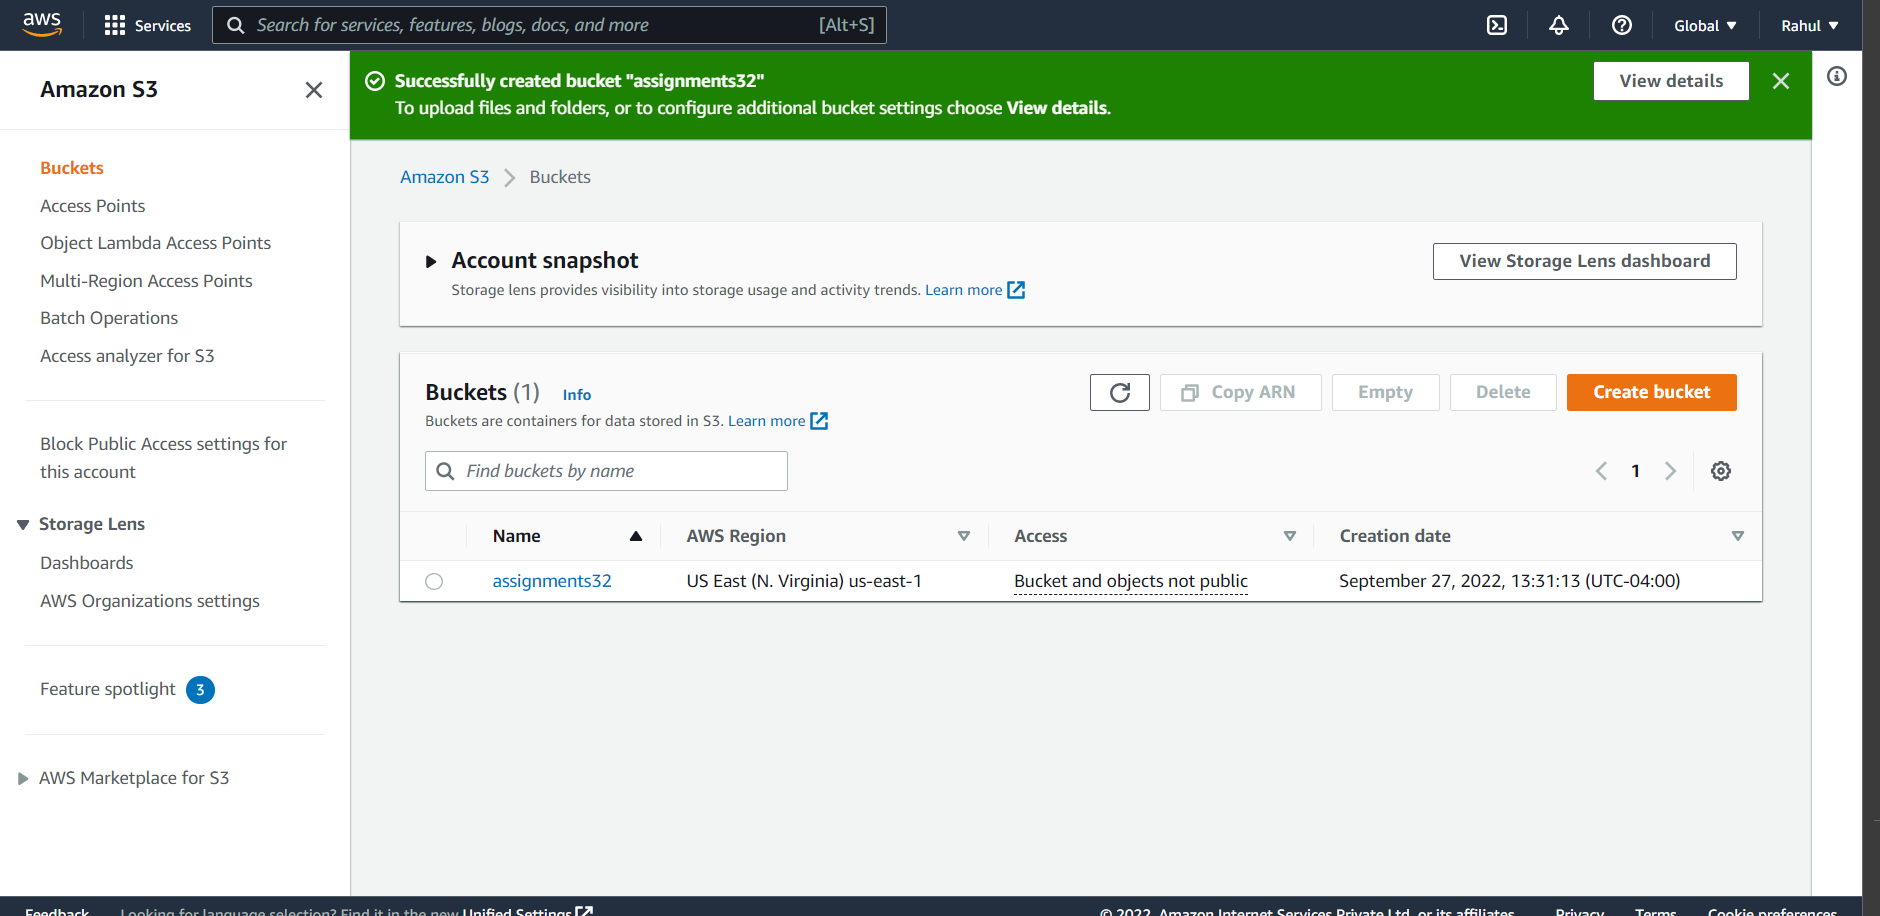 aws
Services
Search for services, features, blogs, docs, and more
[Alt+S]
Global
Rahul
Amazon S3
Buckets
Access Points
Object Lambda Access Points
Multi-Region Access Points
Batch Operations
Access analyzer for S3
Block Public Access settings for
this account
Storage Lens
Dashboards
AWS Organizations settings
Feature spotlight 3
AWS Marketplace for S3
Successfully created bucket "assignments32"
To upload files and folders, or to configure additional bucket settings choose View details.
View details
Amazon S3 Buckets
Account snapshot
Storage lens provides visibility into storage usage and activity trends. Learn more
View Storage Lens dashboard
Buckets (1) Info
Buckets are containers for data stored in S3. Learn more
Copy ARN
Empty
Delete
Create bucket
Find buckets by name
1
Name AWS Region Access Creation date
assignments32 US East (N. Virginia) us-east-1 Bucket and objects not public September 27, 2022, 13:31:13 (UTC-04:00)
Feedback Looking for language selection? Find it in the new Unified Settings © 2022, Amazon Internet Services Private Ltd. or its affiliates. Privacy Terms Cookie preferences